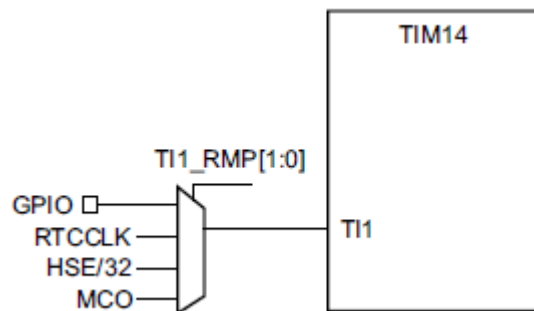 TIM14
TI1_RMP[1:0]
GPIO
RTCCLK
TI1
HSE/32
MCO